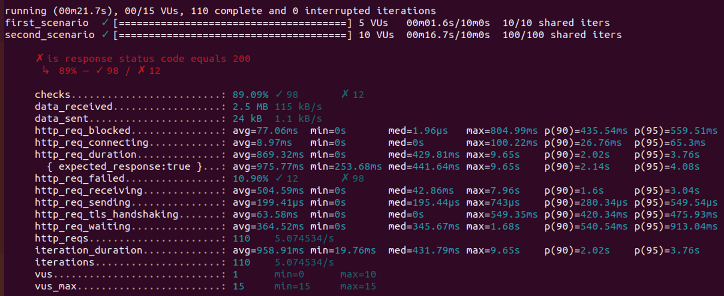 running (00m21.7s), 00/15 VUs, 110 complete and 0 interrupted iterations
first_scenario ✓ [======================================] 5 VUs 00m01.6s/10m0s 10/10 shared iters
second_scenario ✓ [======================================] 10 VUs 00m16.7s/10m0s 100/100 shared iters
✗ is response status code equals 200
↳ 89% — ✓ 98 / ✗ 12
checks.........................: 89.09% ✓ 98 ✗ 12
data_received..................: 2.5 MB 115 kB/s
data_sent......................: 24 kB 1.1 kB/s
http_req_blocked...............: avg=77.06ms min=0s med=1.96µs max=804.99ms p(90)=435.54ms p(95)=559.51ms
http_req_connecting............: avg=8.97ms min=0s med=0s max=100.22ms p(90)=26.76ms p(95)=65.3ms
http_req_duration..............: avg=869.32ms min=0s med=429.81ms max=9.65s p(90)=2.02s p(95)=3.76s
{ expected_response:true }...: avg=975.77ms min=253.68ms med=441.64ms max=9.65s p(90)=2.14s p(95)=4.08s
http_req_failed................: 10.90% ✓ 12 ✗ 98
http_req_receiving.............: avg=504.59ms min=0s med=42.86ms max=7.96s p(90)=1.6s p(95)=3.04s
http_req_sending...............: avg=199.41µs min=0s med=195.44µs max=743µs p(90)=280.34µs p(95)=549.54µs
http_req_tls_handshaking.......: avg=63.58ms min=0s med=0s max=549.35ms p(90)=420.34ms p(95)=475.93ms
http_req_waiting...............: avg=364.52ms min=0s med=345.67ms max=1.68s p(90)=540.54ms p(95)=913.04ms
http_reqs......................: 110 5.074534/s
iteration_duration.............: avg=958.91ms min=19.76ms med=431.79ms max=9.65s p(90)=2.02s p(95)=3.76s
iterations.....................: 110 5.074534/s
vus............................: 1 min=0 max=10
vus_max........................: 15 min=15 max=15